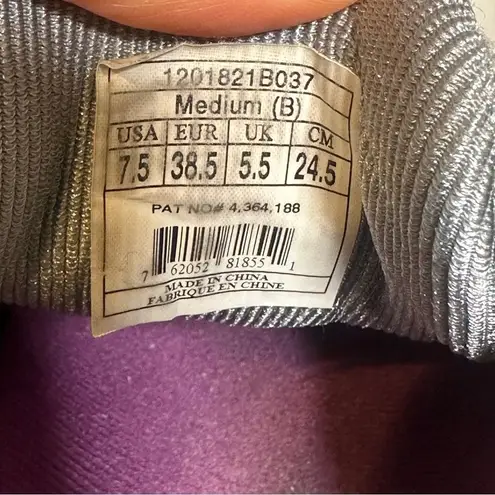 1201821B037
Medium (B)
USA EUR UK CM
7.5 38.5 5.5 24.5
PAT NO# 4,364,188
7 62052 81855 1
MADE IN CHINA
FABRIQUE EN CHINE